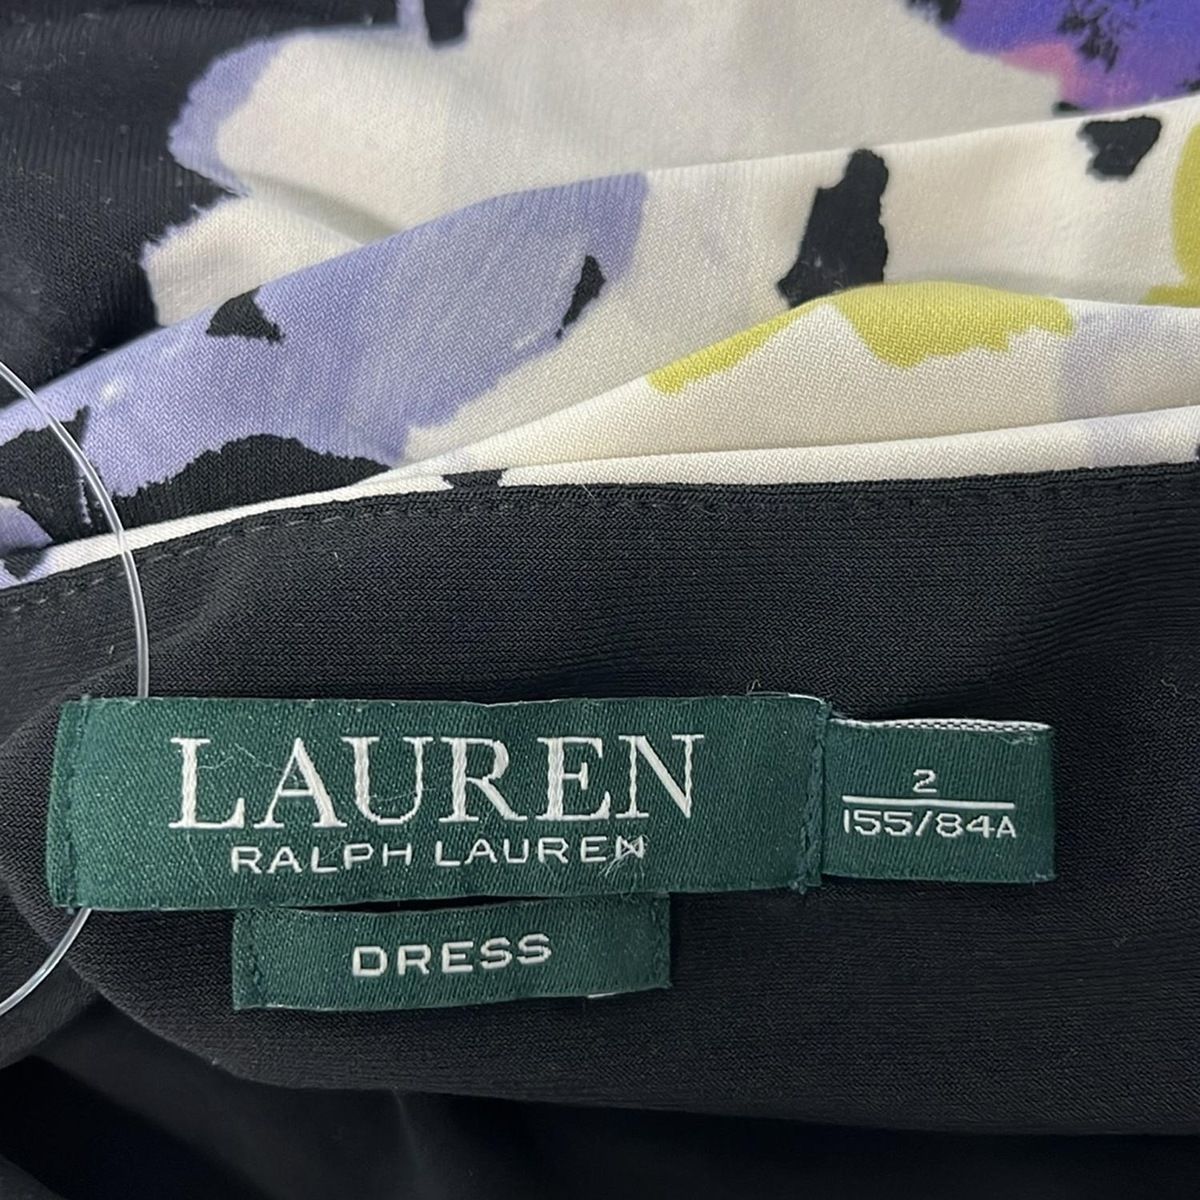 LAUREN
RALPH LAUREN
DRESS
2
155/84A